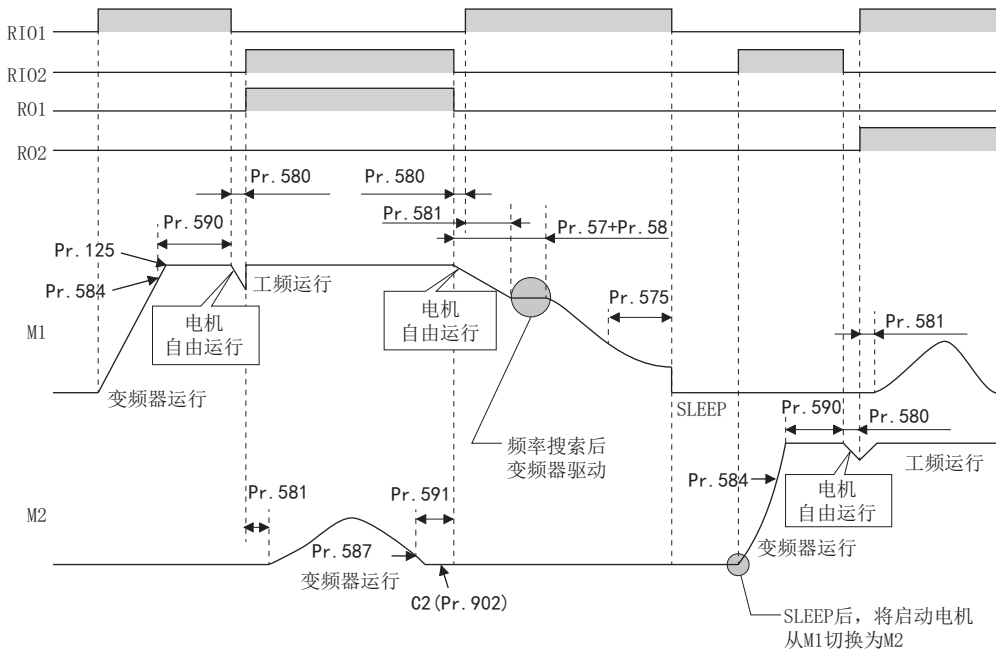 RIO1
RIO2
RO1
RO2
Pr.580
Pr.580
Pr.590
Pr.581
Pr.57+Pr.58
Pr.125
Pr.584
工频运行
电机
自由运行
电机
自由运行
Pr.575
Pr.581
M1
变频器运行
SLEEP
Pr.590
Pr.580
频率搜索后
变频器驱动
工频运行
Pr.584
Pr.581
Pr.591
电机
自由运行
M2
Pr.587
变频器运行
变频器运行
C2(Pr.902)
SLEEP后，将启动电机
从M1切换为M2